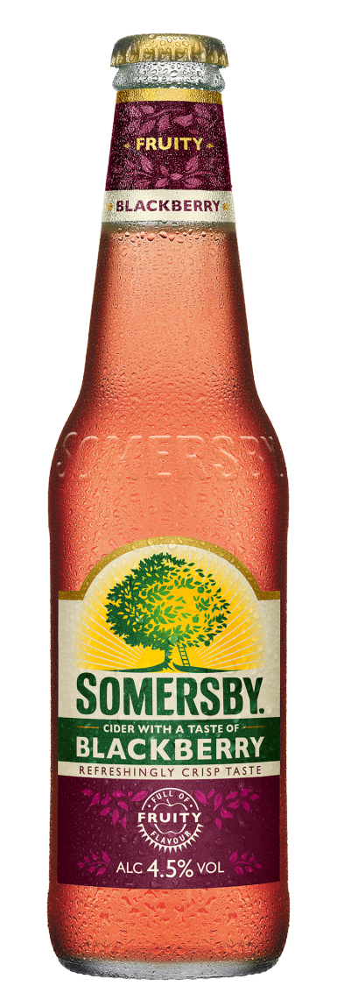 FRUITY
BLACKBERRY
SOMERSBY.
SOMERSBY.
CIDER WITH A TASTE OF
BLACKBERRY
REFRESHINGLY CRISP TASTE
FULL OF
FRUITY
FLAVOUR
ALC 4.5% VOL